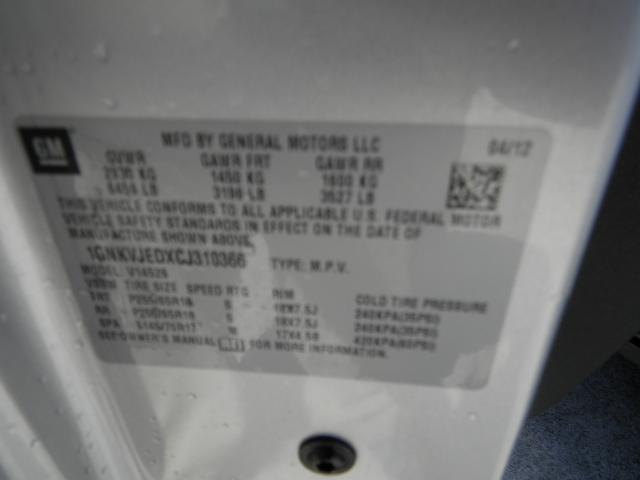 GM
MFD BY GENERAL MOTORS LLC 04/12
GVWR GAWR FRT GAWR RR
2930 KG 1450 KG 1600 KG
6459 LB 3196 LB 3527 LB
THIS VEHICLE CONFORMS TO ALL APPLICABLE U.S. FEDERAL MOTOR
VEHICLE SAFETY STANDARDS IN EFFECT ON THE DATE OF
MANUFACTURE SHOWN ABOVE.
1GNKVJEDXCJ310366 TYPE: M.P.V.
MODEL: V14526
TIRE SIZE SPEED RTG RIM COLD TIRE PRESSURE
FRT P255/65R18 S 18X7.5J 240KPA(35PSI)
RR P255/65R18 S 18X7.5J 240KPA(35PSI)
SPA T145/70R17 M 17X4.5B 420KPA(60PSI)
SEE OWNER'S MANUAL FOR MORE INFORMATION.